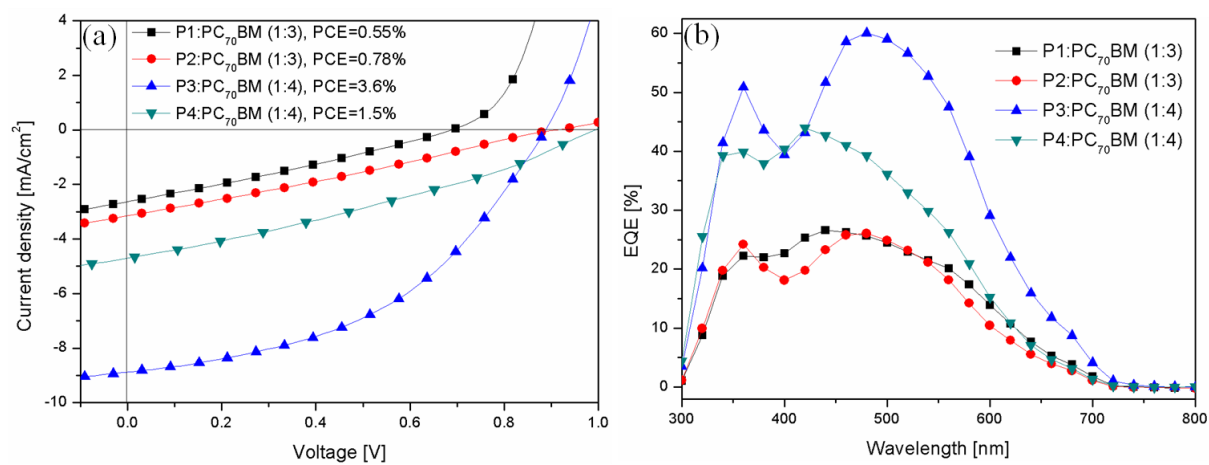 (a)
P1:PC70BM (1:3), PCE=0.55%
P2:PC70BM (1:3), PCE=0.78%
P3:PC70BM (1:4), PCE=3.6%
P4:PC70BM (1:4), PCE=1.5%
Current density [mA/cm²]
4
2
0
-2
-4
-6
-8
-10
0.0 0.2 0.4 0.6 0.8 1.0
Voltage [V]
(b)
P1:PC70BM (1:3)
P2:PC70BM (1:3)
P3:PC70BM (1:4)
P4:PC70BM (1:4)
EQE [%]
60
50
40
30
20
10
0
300 400 500 600 700 800
Wavelength [nm]